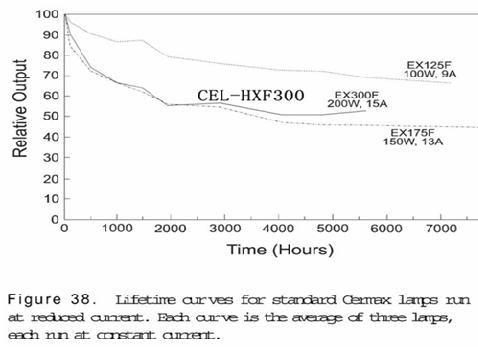 100
90
80
70
60
50
40
30
20
10
0
Relative Output
EX125F
100W, 9A
CEL-HXF300
EX300F
200W, 15A
EX175F
150W, 13A
0 1000 2000 3000 4000 5000 6000 7000
Time (Hours)
Figure 38. Lifetime curves for standard Cermax lamps run
at reduced current. Each curve is the average of three lamps,
each run at constant current.